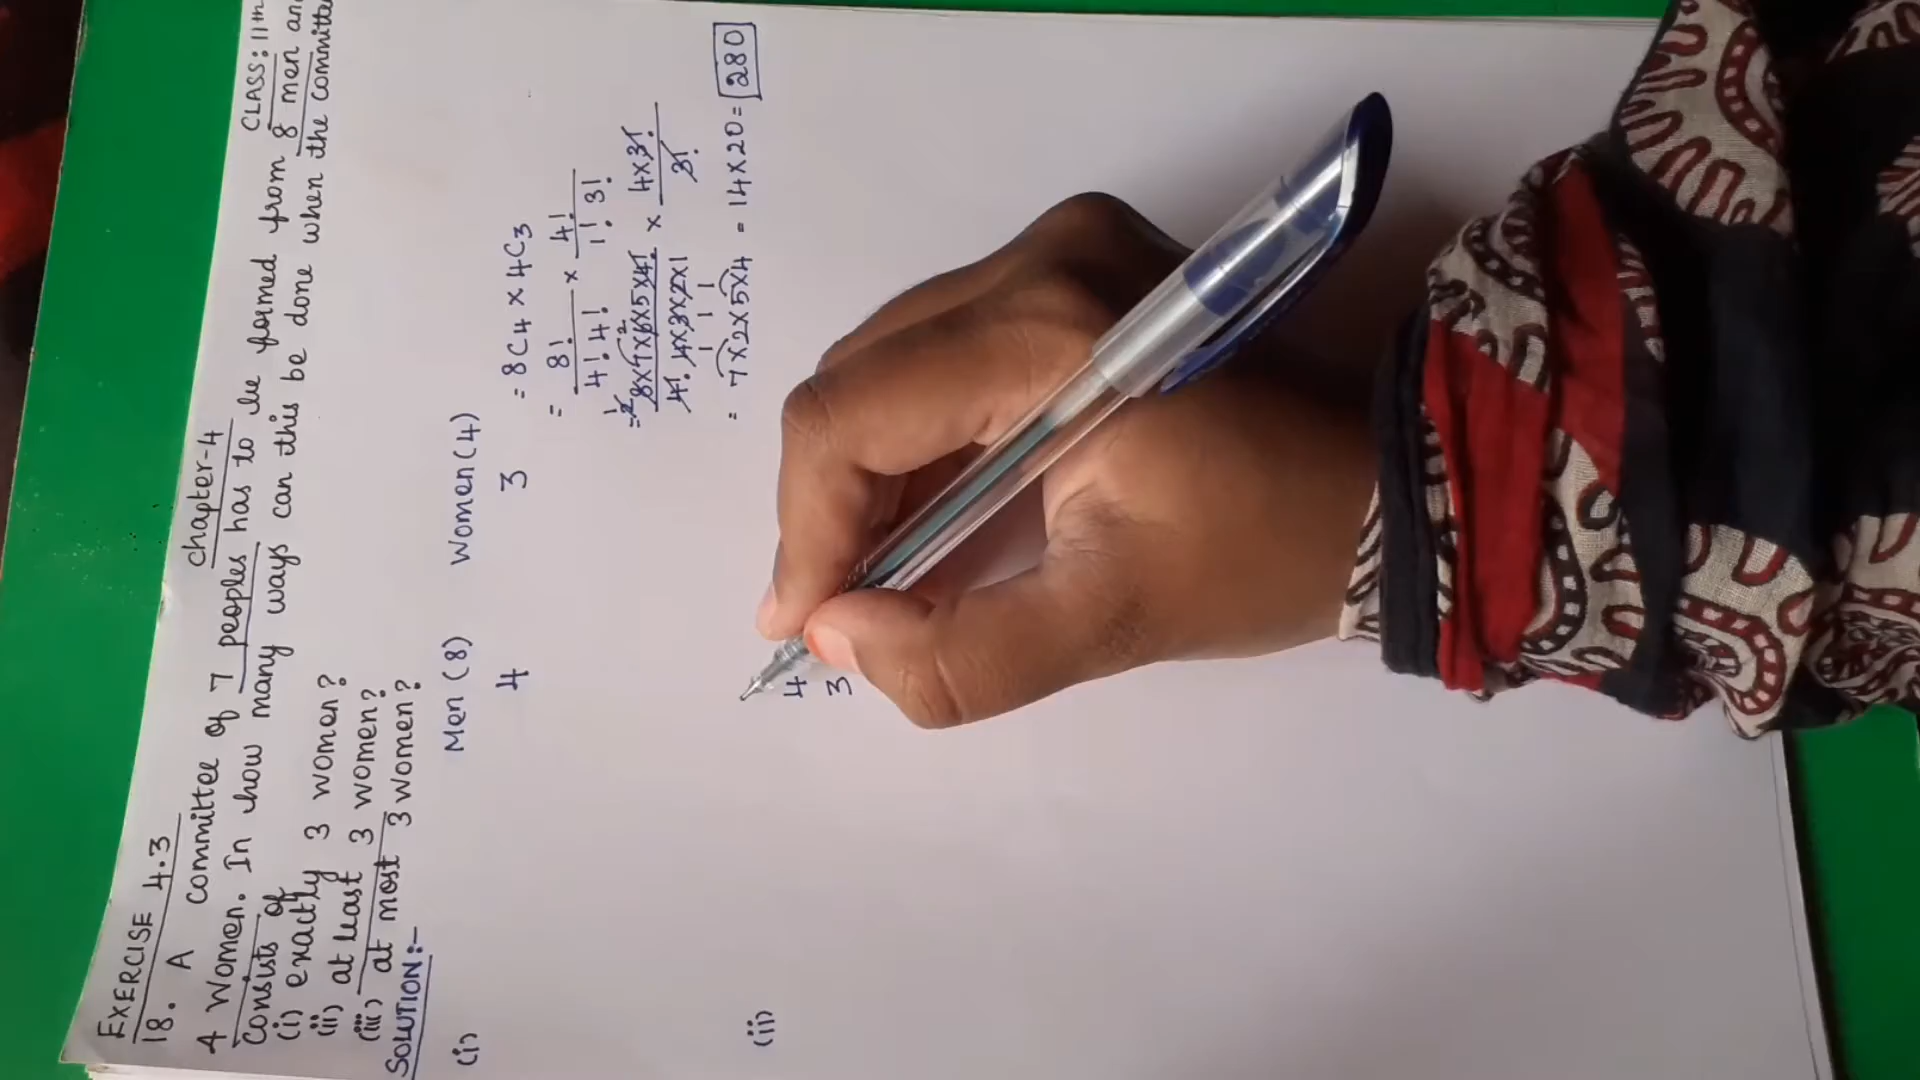 EXERCISE 4.3 chapter-4 CLASS: 11th
18. A committee of 7 peoples has to be formed from 8 men
4 Women. In how many ways can this be done when the committee
Consists of
(i) exactly 3 women?
(ii) at least 3 women?
(iii) at most 3 women?
SOLUTION:-
(i) Men (8) Women (4)
4 3 = 8C4 × 4C3
= 8! / 4! 4! × 4! / 1! 3!
= 8×7×6×5×4! / 4! 4×3×2×1 × 4×3! / 3!
= 7×2×5×4 = 14×20 = 280
(ii)
4
3